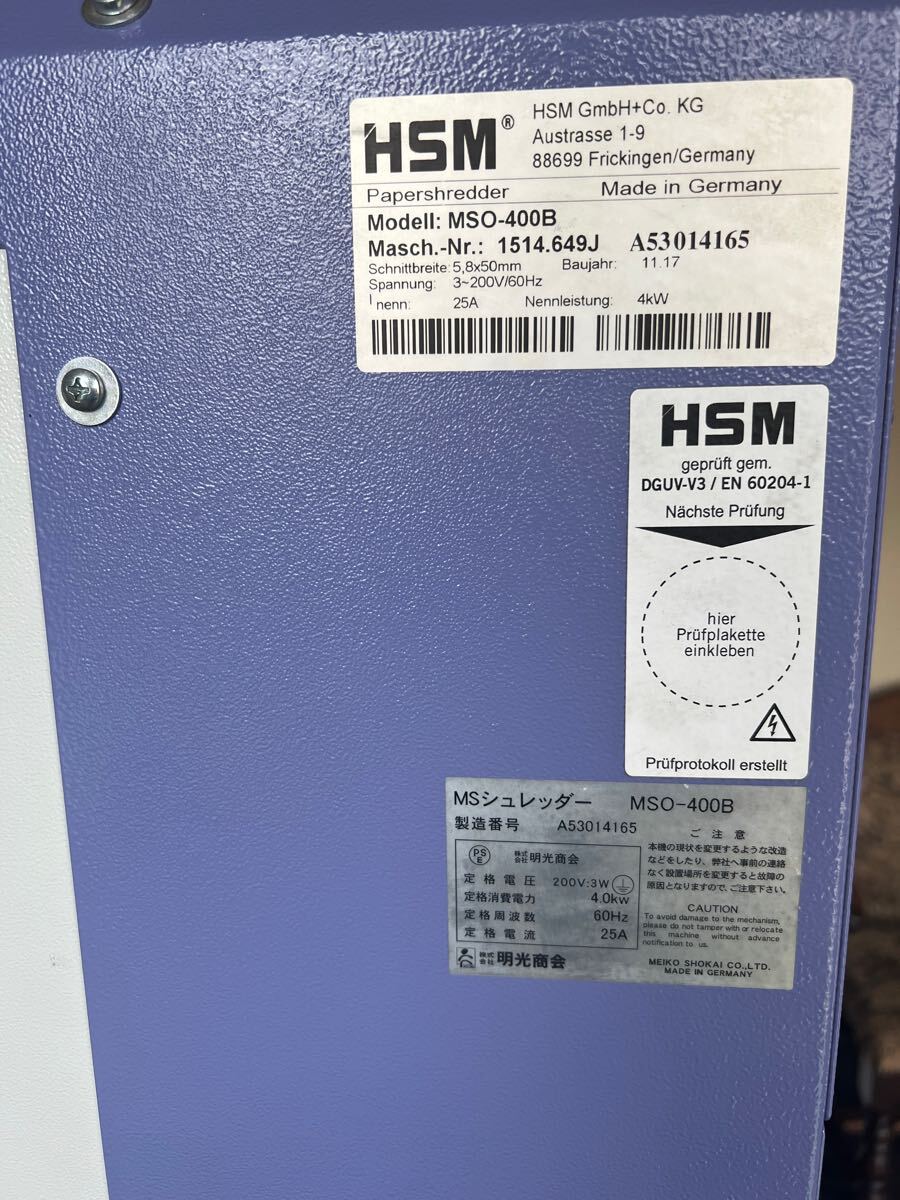 HSM®
HSM GmbH+Co. KG
Austrasse 1-9
88699 Frickingen/Germany
Papershredder Made in Germany
Modell: MSO-400B
Masch.-Nr.: 1514.649J A53014165
Schnittbreite: 5,8x50mm Baujahr: 11.17
Spannung: 3~200V/60Hz
I nenn: 25A Nennleistung: 4kW
HSM
geprüft gem.
DGUV-V3 / EN 60204-1
Nächste Prüfung
hier
Prüfplakette
einkleben
Prüfprotokoll erstellt
MSシュレッダー MSO-400B
製造番号 A53014165
PSE 株式会社明光商会
定格電圧 200V:3W
定格消費電力 4.0kw
定格周波数 60Hz
定格電流 25A
株式会社明光商会
ご注意
本機の現状を変更するような改造
などをしたり、弊社へ事前の連絡
なく設置場所を変更すると故障の
原因となりますので、ご注意下さい。
CAUTION
To avoid damage to the mechanism,
please do not tamper with or relocate
this machine without advance
notification to us.
MEIKO SHOKAI CO.,LTD.
MADE IN GERMANY